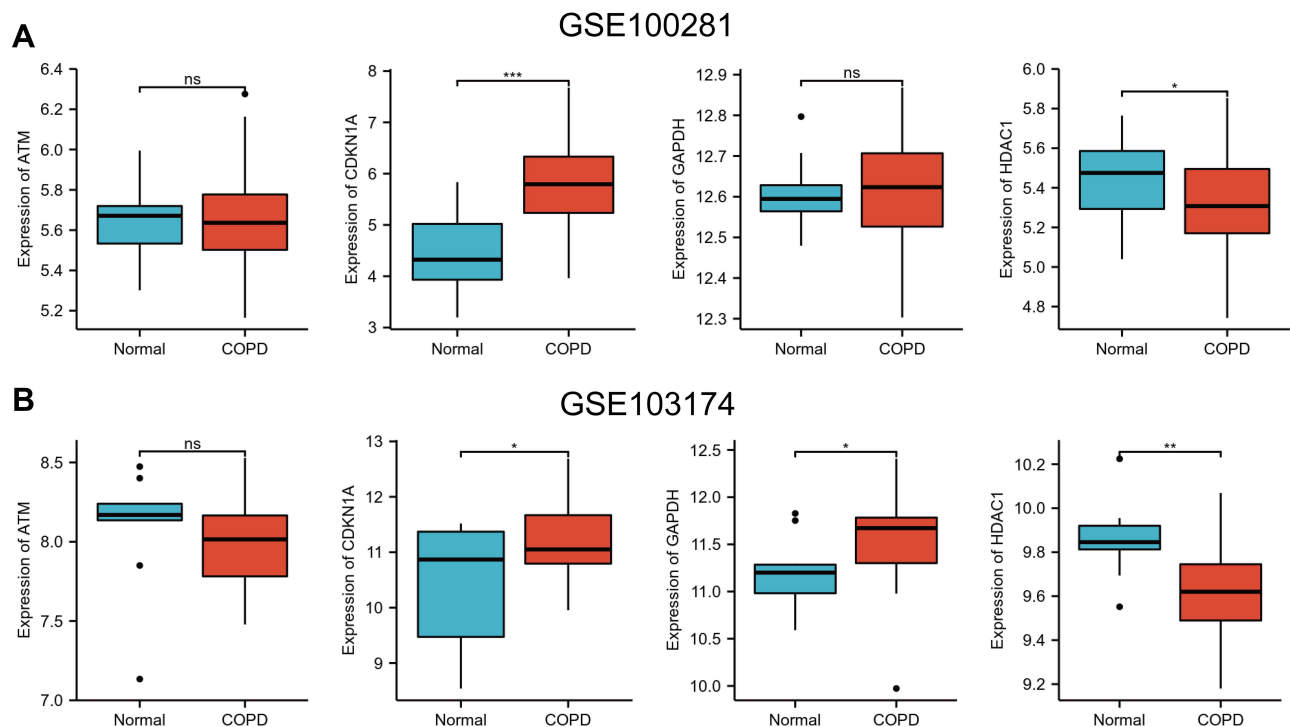 A
GSE100281
Expression of ATM
6.4
6.2
6.0
5.8
5.6
5.4
5.2
ns
Normal COPD
Expression of CDKN1A
8
7
6
5
4
3
***
Normal COPD
Expression of GAPDH
12.9
12.8
12.7
12.6
12.5
12.4
12.3
ns
Normal COPD
Expression of HDAC1
6.0
5.6
5.4
5.2
5.0
4.8
*
Normal COPD
B
GSE103174
Expression of ATM
8.5
8.0
7.5
7.0
ns
Normal COPD
Expression of CDKN1A
13
12
11
10
9
*
Normal COPD
Expression of GAPDH
12.5
12.0
11.5
11.0
10.5
10.0
*
Normal COPD
Expression of HDAC1
10.2
10.0
9.8
9.6
9.4
9.2
**
Normal COPD